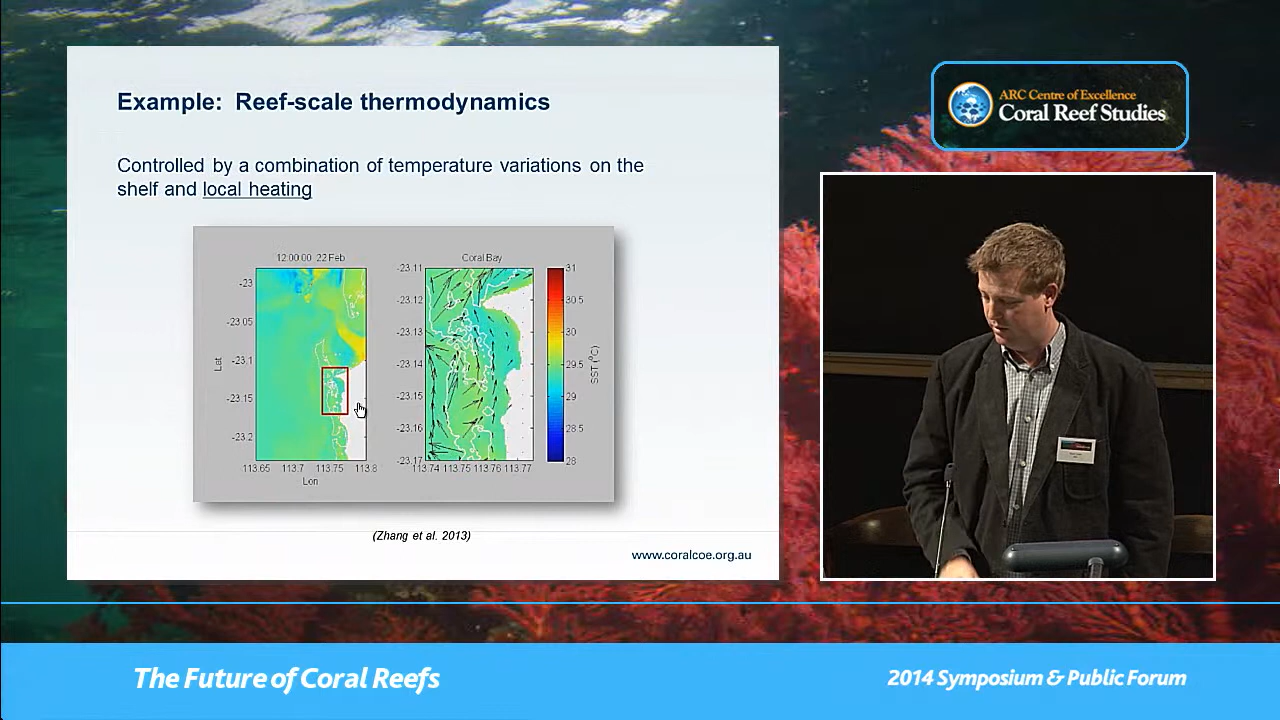 Example: Reef-scale thermodynamics
Controlled by a combination of temperature variations on the
shelf and local heating
12:00:00 22 Feb
-23
-23.05
-23.1
-23.15
-23.2
Lat
113.65 113.7 113.75 113.8
Lon
Coral Bay
-23.11
-23.12
-23.13
-23.14
-23.15
-23.16
-23.17
113.74 113.75 113.76 113.77
31
30.5
30
29.5
29
28.5
28
SST (°C)
(Zhang et al. 2013)
www.coralcoe.org.au
ARC Centre of Excellence
Coral Reef Studies
The Future of Coral Reefs
2014 Symposium & Public Forum